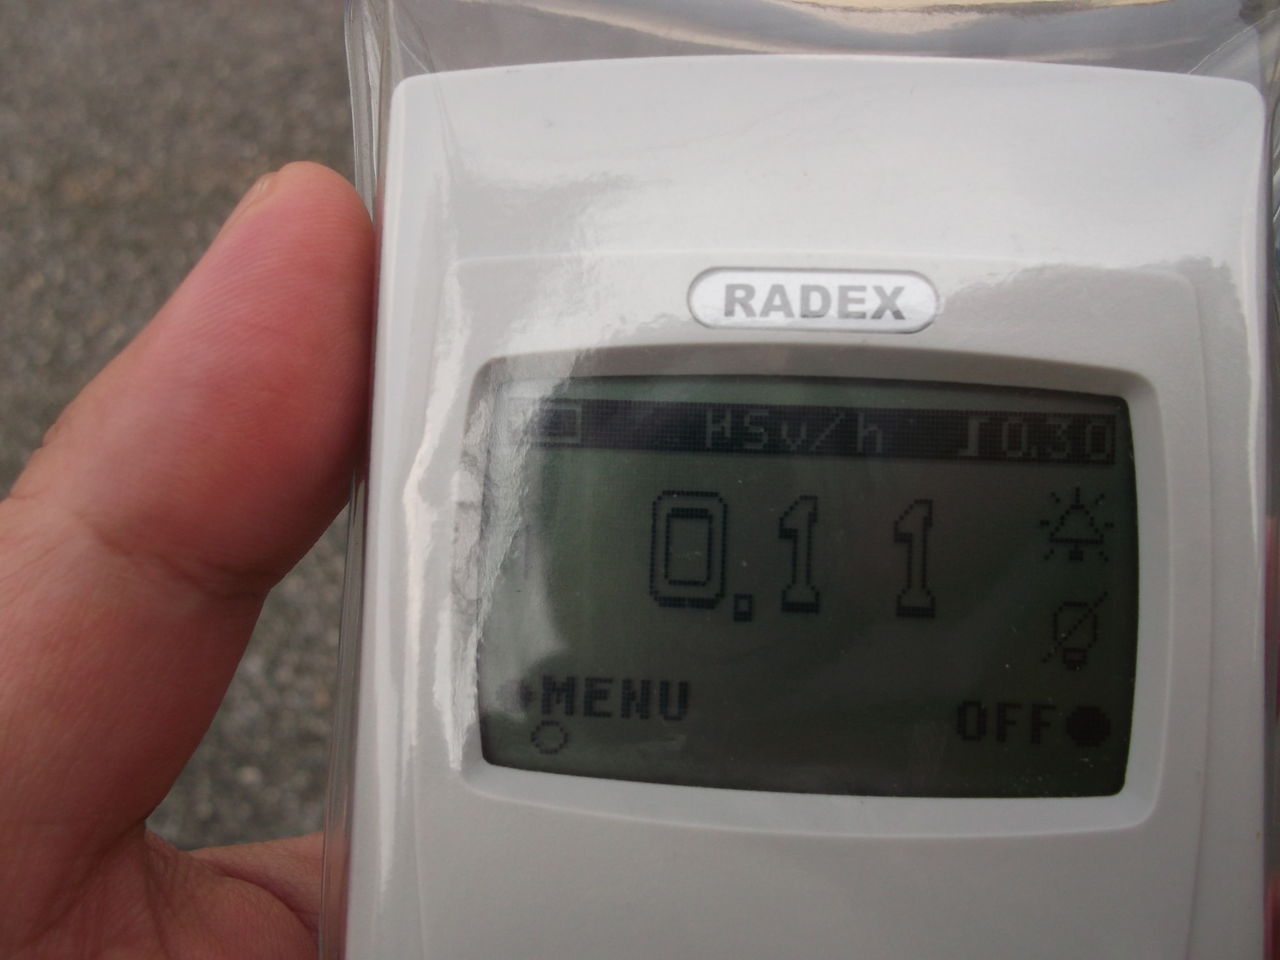 RADEX
µSv/h 0.30
0.11
MENU
OFF